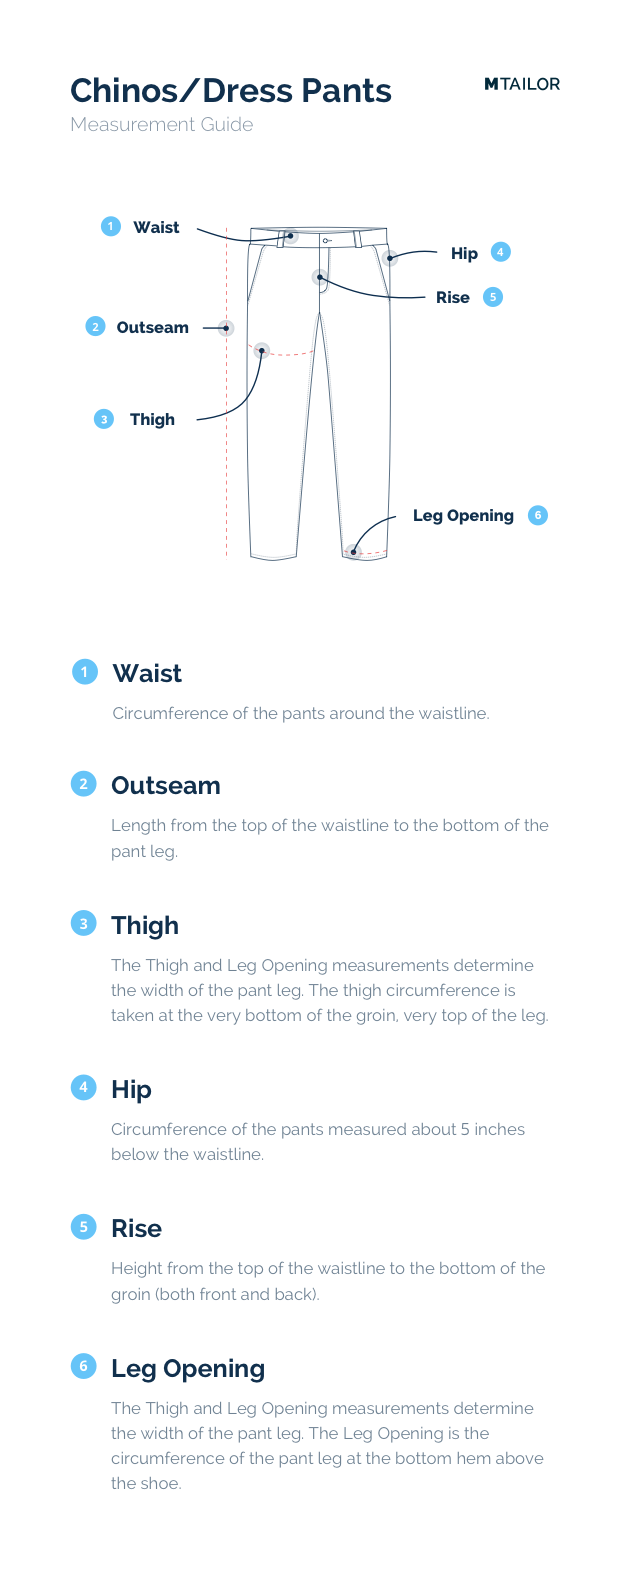 Chinos/Dress Pants
MTAILOR
Measurement Guide
1 Waist
Hip 4
Rise 5
2 Outseam
3 Thigh
Leg Opening 6
1 Waist
Circumference of the pants around the waistline.
2 Outseam
Length from the top of the waistline to the bottom of the
pant leg.
3 Thigh
The Thigh and Leg Opening measurements determine
the width of the pant leg. The thigh circumference is
taken at the very bottom of the groin, very top of the leg.
4 Hip
Circumference of the pants measured about 5 inches
below the waistline.
5 Rise
Height from the top of the waistline to the bottom of the
groin (both front and back).
6 Leg Opening
The Thigh and Leg Opening measurements determine
the width of the pant leg. The Leg Opening is the
circumference of the pant leg at the bottom hem above
the shoe.